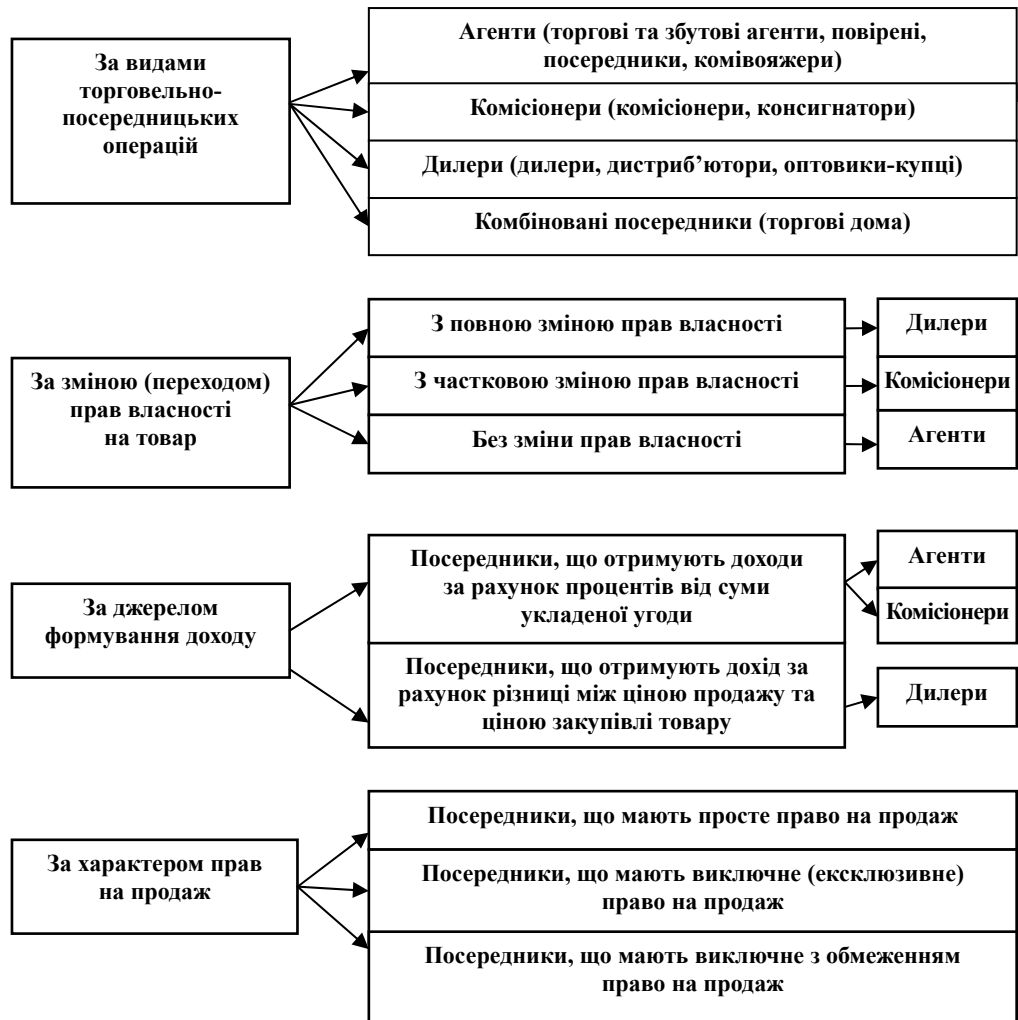 За видами
торговельно-
посередницьких
операцій
Агенти (торгові та збутові агенти, повірені,
посередники, комівояжери)
Комісіонери (комісіонери, консигнатори)
Дилери (дилери, дистриб’ютори, оптовики-купці)
Комбіновані посередники (торгові дома)
За зміною (переходом)
прав власності
на товар
З повною зміною прав власності
Дилери
З частковою зміною прав власності
Комісіонери
Без зміни прав власності
Агенти
За джерелом
формування доходу
Посередники, що отримують доходи
за рахунок процентів від суми
укладеної угоди
Агенти
Комісіонери
Посередники, що отримують дохід за
рахунок різниці між ціною продажу та
ціною закупівлі товару
Дилери
За характером прав
на продаж
Посередники, що мають просте право на продаж
Посередники, що мають виключне (ексклюзивне)
право на продаж
Посередники, що мають виключне з обмеженням
право на продаж